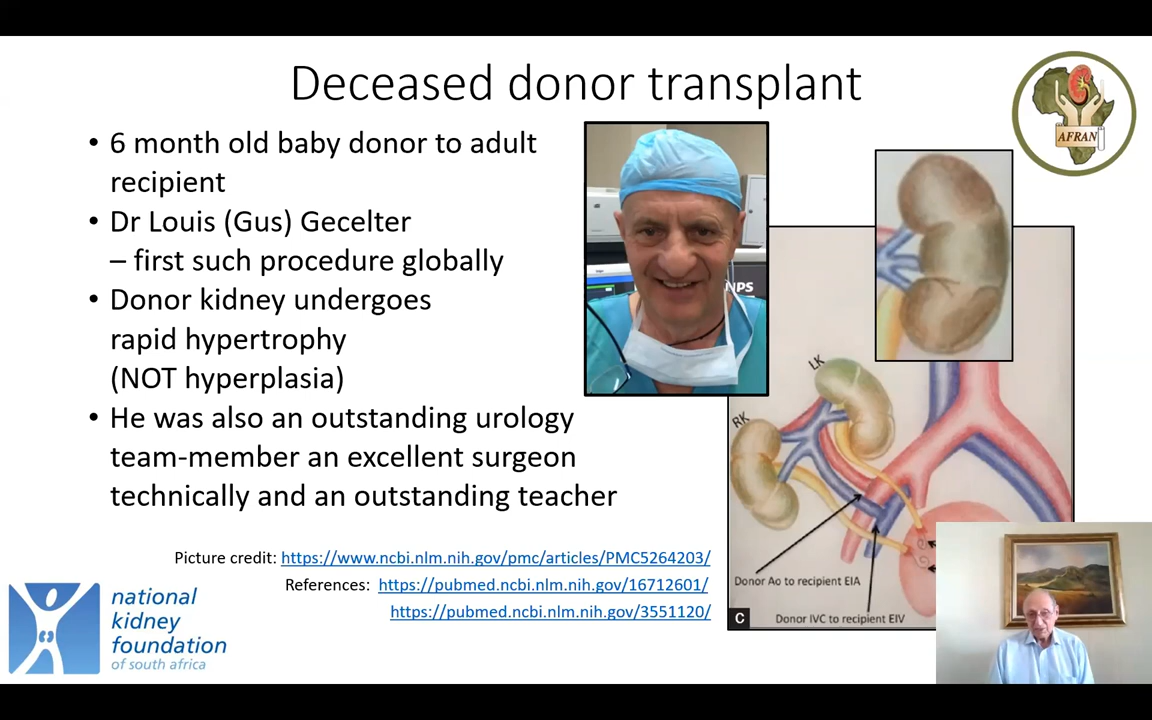 Deceased donor transplant
• 6 month old baby donor to adult
recipient
• Dr Louis (Gus) Gecelter
– first such procedure globally
• Donor kidney undergoes
rapid hypertrophy
(NOT hyperplasia)
• He was also an outstanding urology
team-member an excellent surgeon
technically and an outstanding teacher
Picture credit: https://www.ncbi.nlm.nih.gov/pmc/articles/PMC5264203/
References: https://pubmed.ncbi.nlm.nih.gov/16712601/
https://pubmed.ncbi.nlm.nih.gov/3551120/
national
kidney
foundation
of south africa
AFRAN
NPS
LK
RK
Donor Ao to recipient EIA
Donor IVC to recipient EIV
C